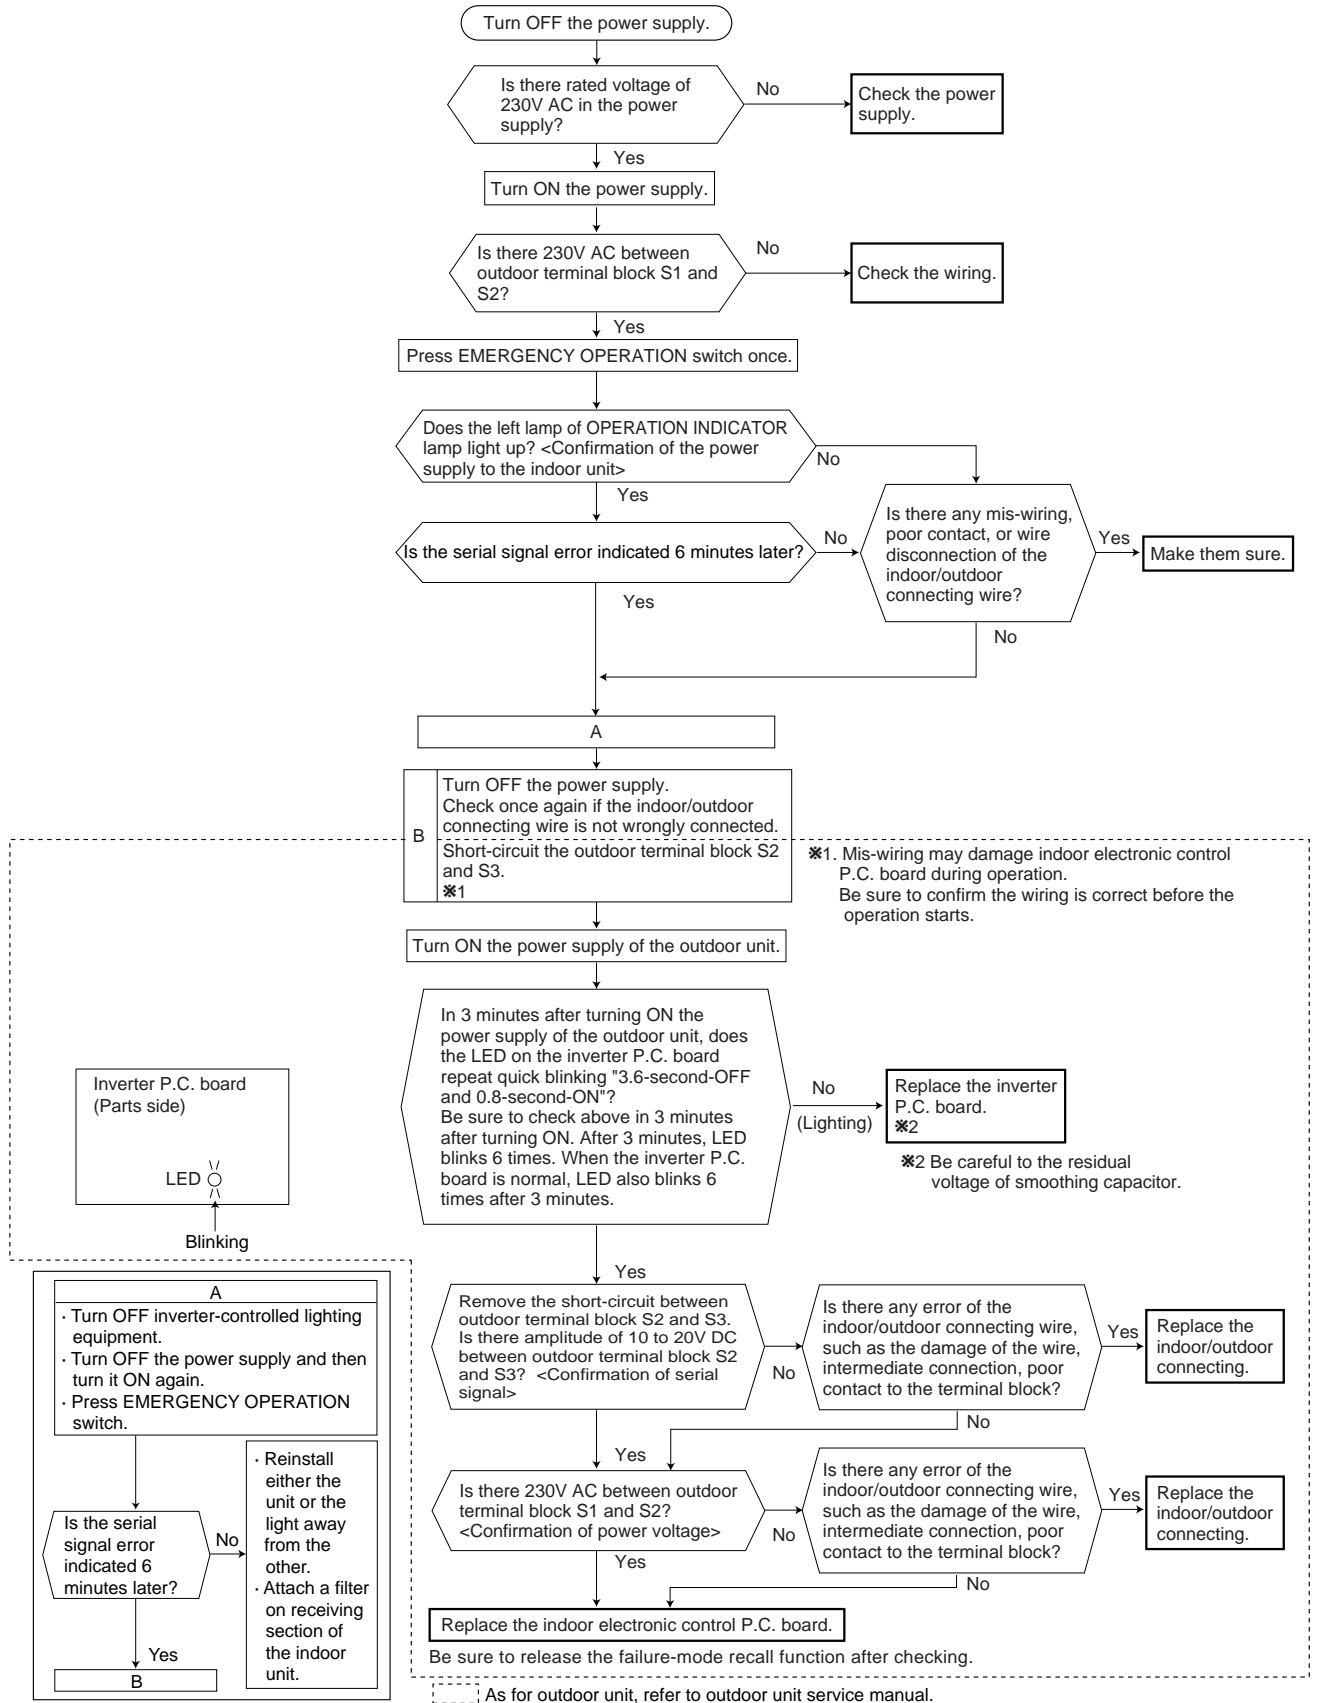 Turn OFF the power supply.
Is there rated voltage of
230V AC in the power
supply?
No
Check the power
supply.
Yes
Turn ON the power supply.
Is there 230V AC between
outdoor terminal block S1 and
S2?
No
Check the wiring.
Yes
Press EMERGENCY OPERATION switch once.
Does the left lamp of OPERATION INDICATOR
lamp light up? <Confirmation of the power
supply to the indoor unit>
No
Yes
Is the serial signal error indicated 6 minutes later?
No
Is there any mis-wiring,
poor contact, or wire
disconnection of the
indoor/outdoor
connecting wire?
Yes
Make them sure.
Yes
No
A
B
Turn OFF the power supply.
Check once again if the indoor/outdoor
connecting wire is not wrongly connected.
Short-circuit the outdoor terminal block S2
and S3.
※1
※1. Mis-wiring may damage indoor electronic control
P.C. board during operation.
Be sure to confirm the wiring is correct before the
operation starts.
Turn ON the power supply of the outdoor unit.
In 3 minutes after turning ON the
power supply of the outdoor unit, does
the LED on the inverter P.C. board
repeat quick blinking "3.6-second-OFF
and 0.8-second-ON"?
Be sure to check above in 3 minutes
after turning ON. After 3 minutes, LED
blinks 6 times. When the inverter P.C.
board is normal, LED also blinks 6
times after 3 minutes.
No
(Lighting)
Replace the inverter
P.C. board.
※2
※2 Be careful to the residual
voltage of smoothing capacitor.
Inverter P.C. board
(Parts side)
LED
Blinking
Yes
Remove the short-circuit between
outdoor terminal block S2 and S3.
Is there amplitude of 10 to 20V DC
between outdoor terminal block S2
and S3? <Confirmation of serial
signal>
No
Is there any error of the
indoor/outdoor connecting wire,
such as the damage of the wire,
intermediate connection, poor
contact to the terminal block?
Yes
Replace the
indoor/outdoor
connecting.
No
Yes
Is there 230V AC between outdoor
terminal block S1 and S2?
<Confirmation of power voltage>
No
Is there any error of the
indoor/outdoor connecting wire,
such as the damage of the wire,
intermediate connection, poor
contact to the terminal block?
Yes
Replace the
indoor/outdoor
connecting.
No
Yes
Replace the indoor electronic control P.C. board.
Be sure to release the failure-mode recall function after checking.
As for outdoor unit, refer to outdoor unit service manual.
A
· Turn OFF inverter-controlled lighting
equipment.
· Turn OFF the power supply and then
turn it ON again.
· Press EMERGENCY OPERATION
switch.
Is the serial
signal error
indicated 6
minutes later?
No
· Reinstall
either the
unit or the
light away
from the
other.
· Attach a filter
on receiving
section of
the indoor
unit.
Yes
B